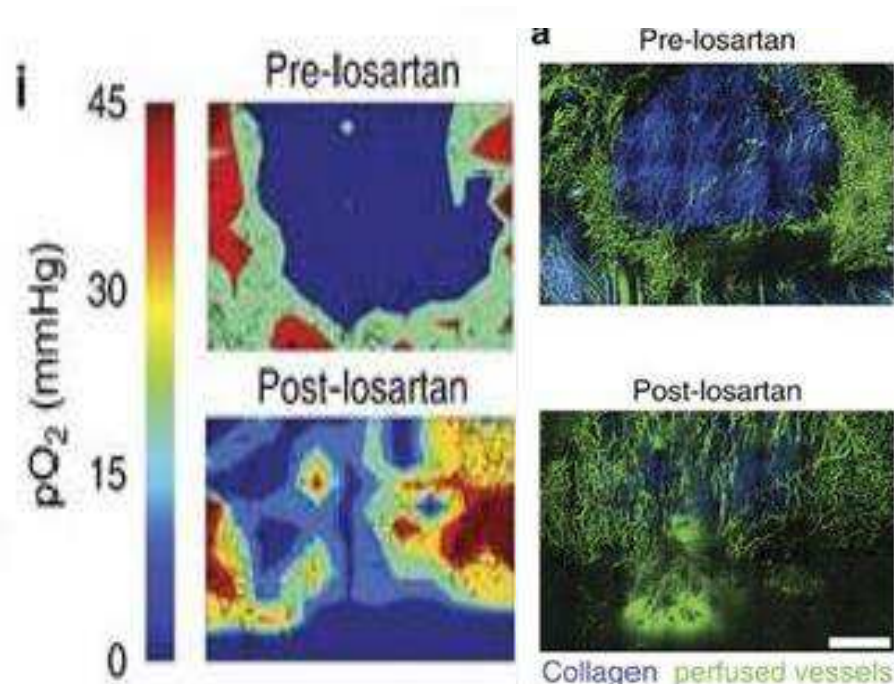 i
45
30
15
0
pO₂ (mmHg)
Pre-losartan
Post-losartan
a
Pre-losartan
Post-losartan
Collagen perfused vessels